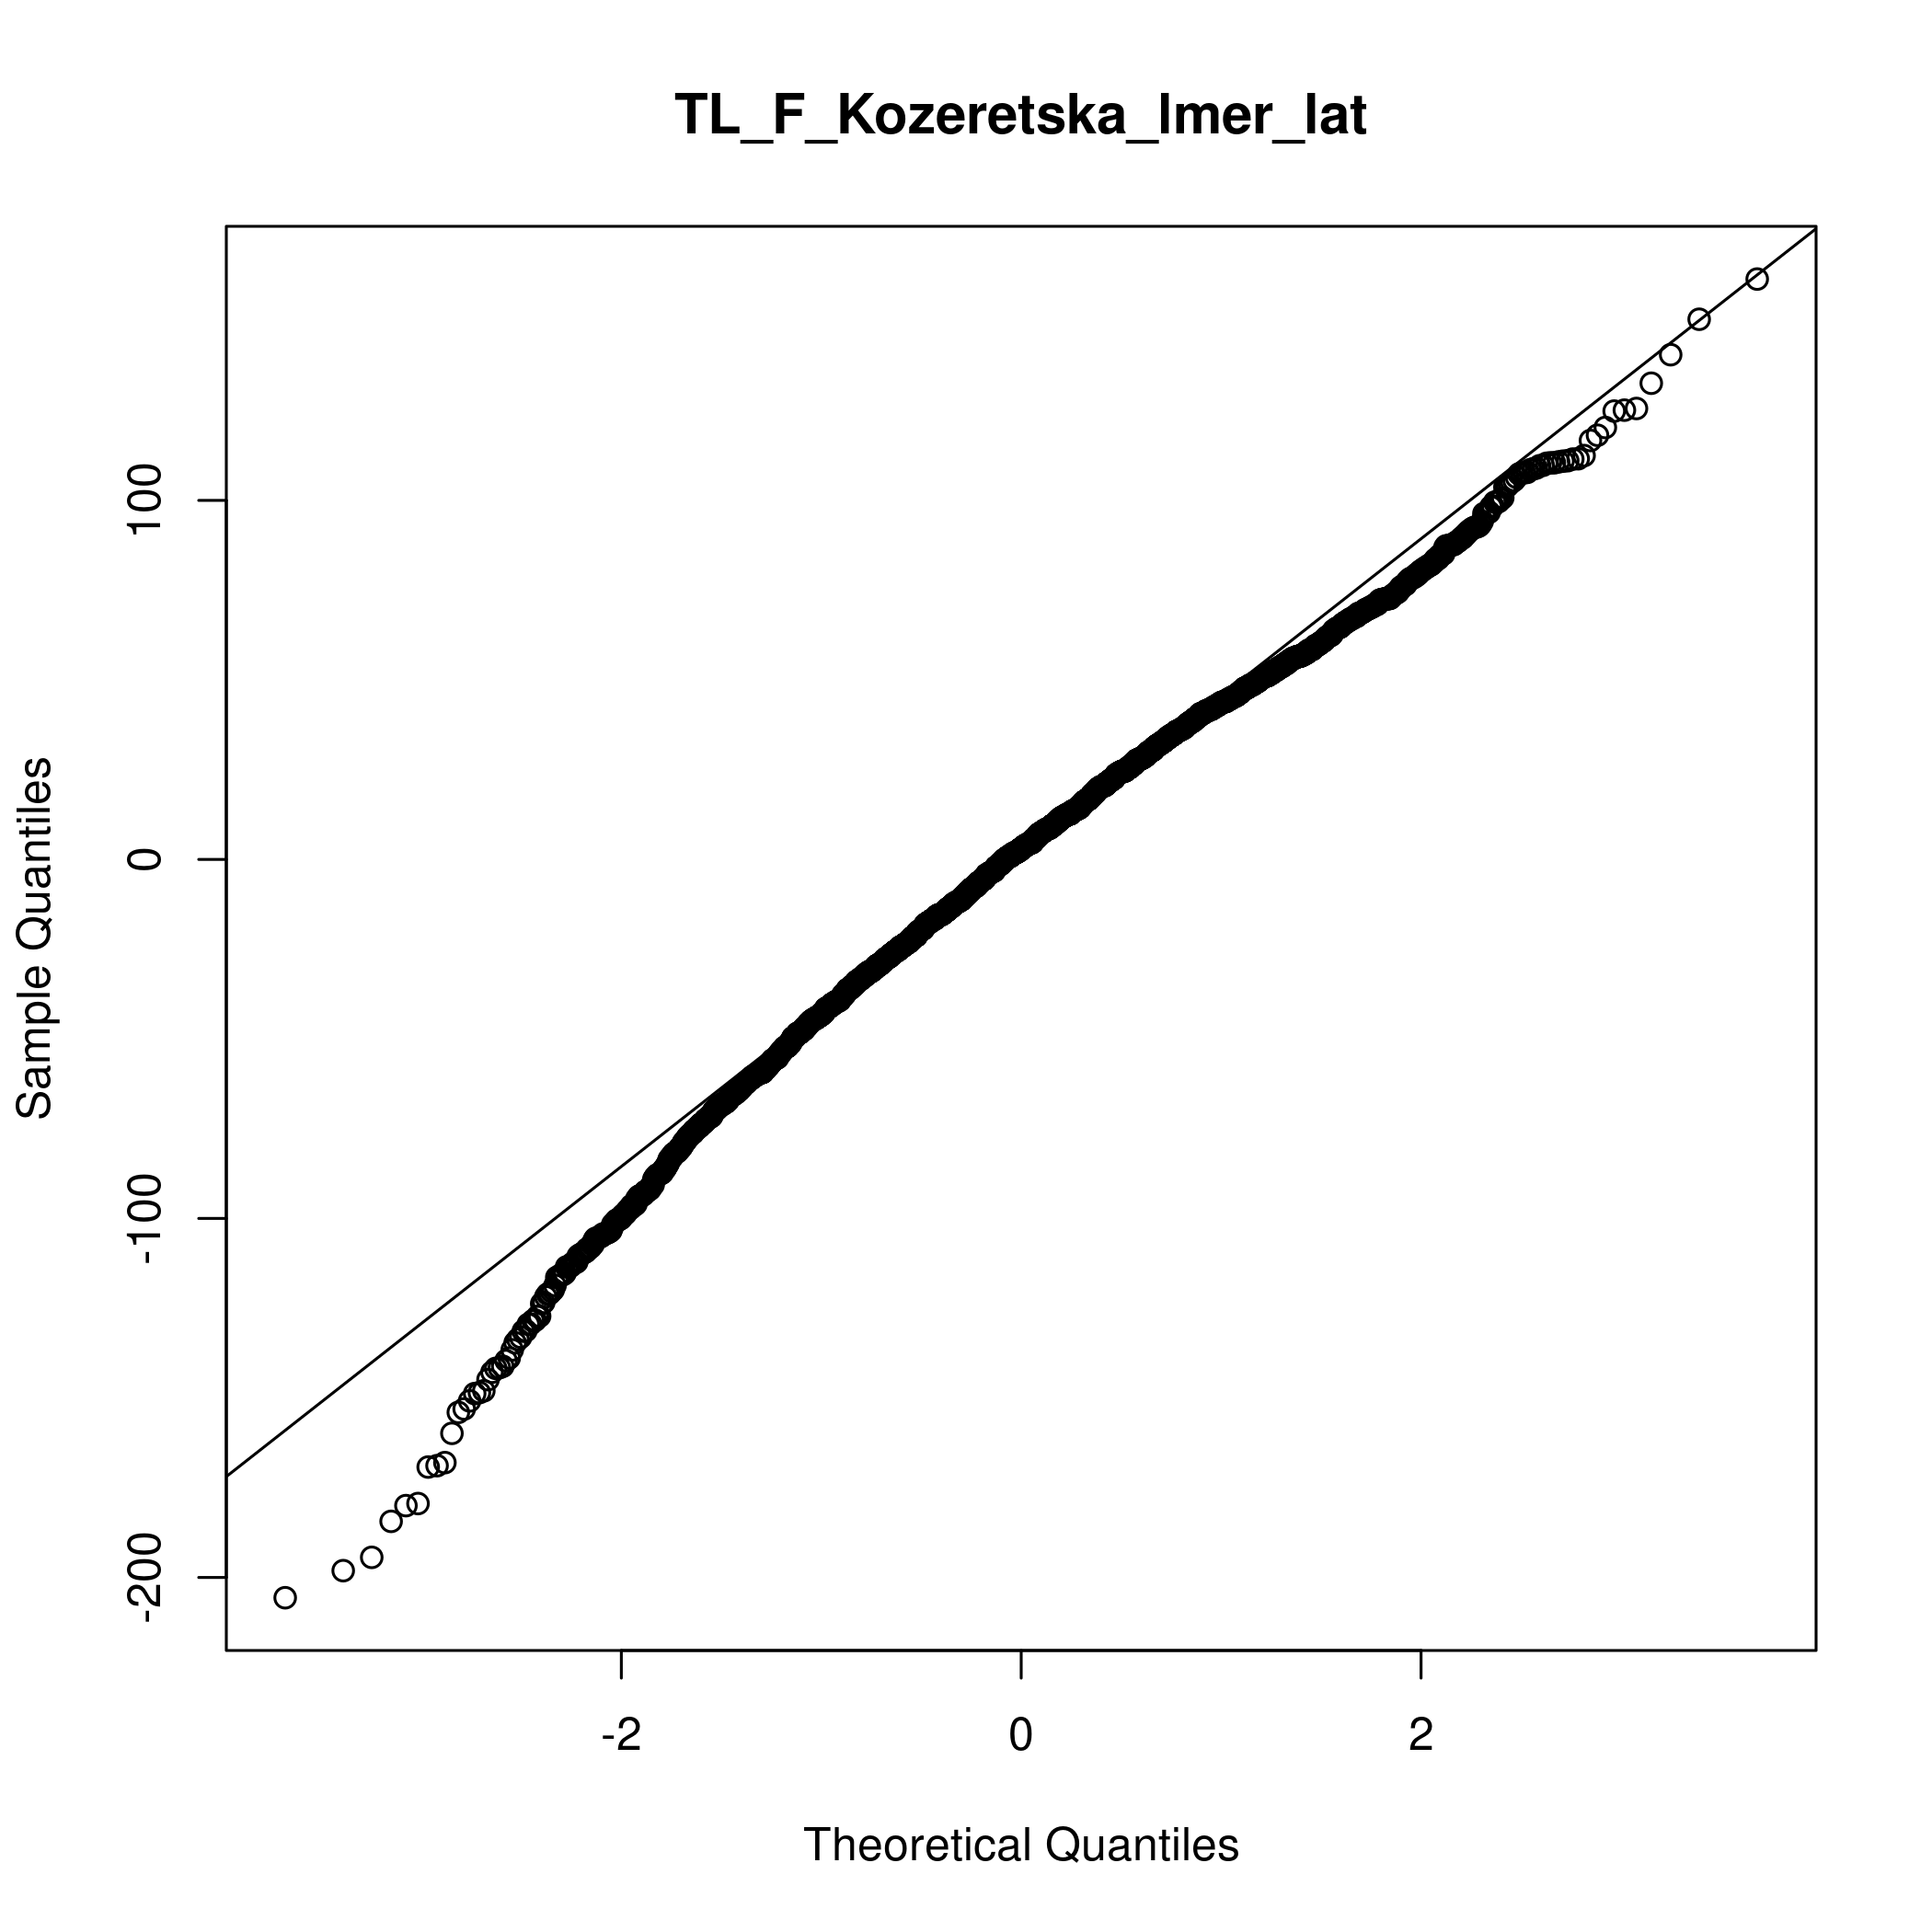 TL_F_Kozeretska_lmer_lat
Sample Quantiles
100
0
-100
-200
-2
0
2
Theoretical Quantiles